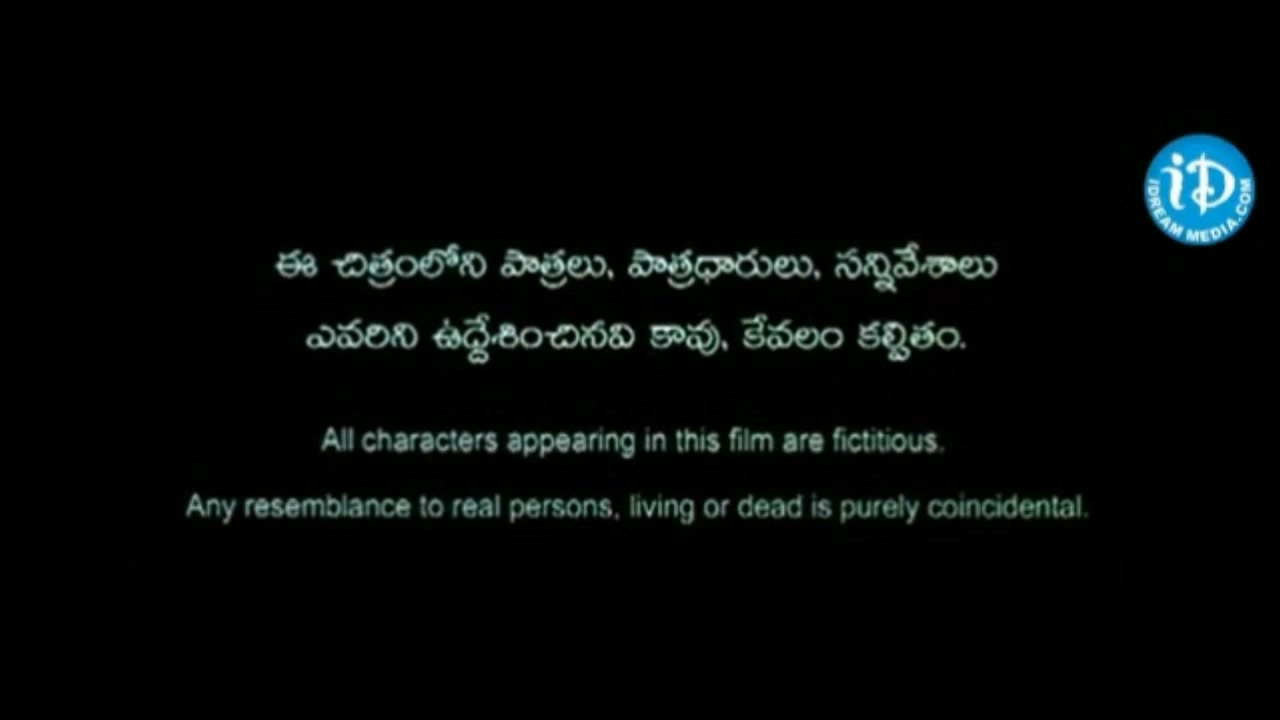 ఈ చిత్రంలోని పాత్రలు, పాత్రధారులు, సన్నివేశాలు
ఎవరిని ఉద్దేశించినవి కావు, కేవలం కల్పితం.
All characters appearing in this film are fictitious.
Any resemblance to real persons, living or dead is purely coincidental.
iD
IDREAM MEDIA.COM